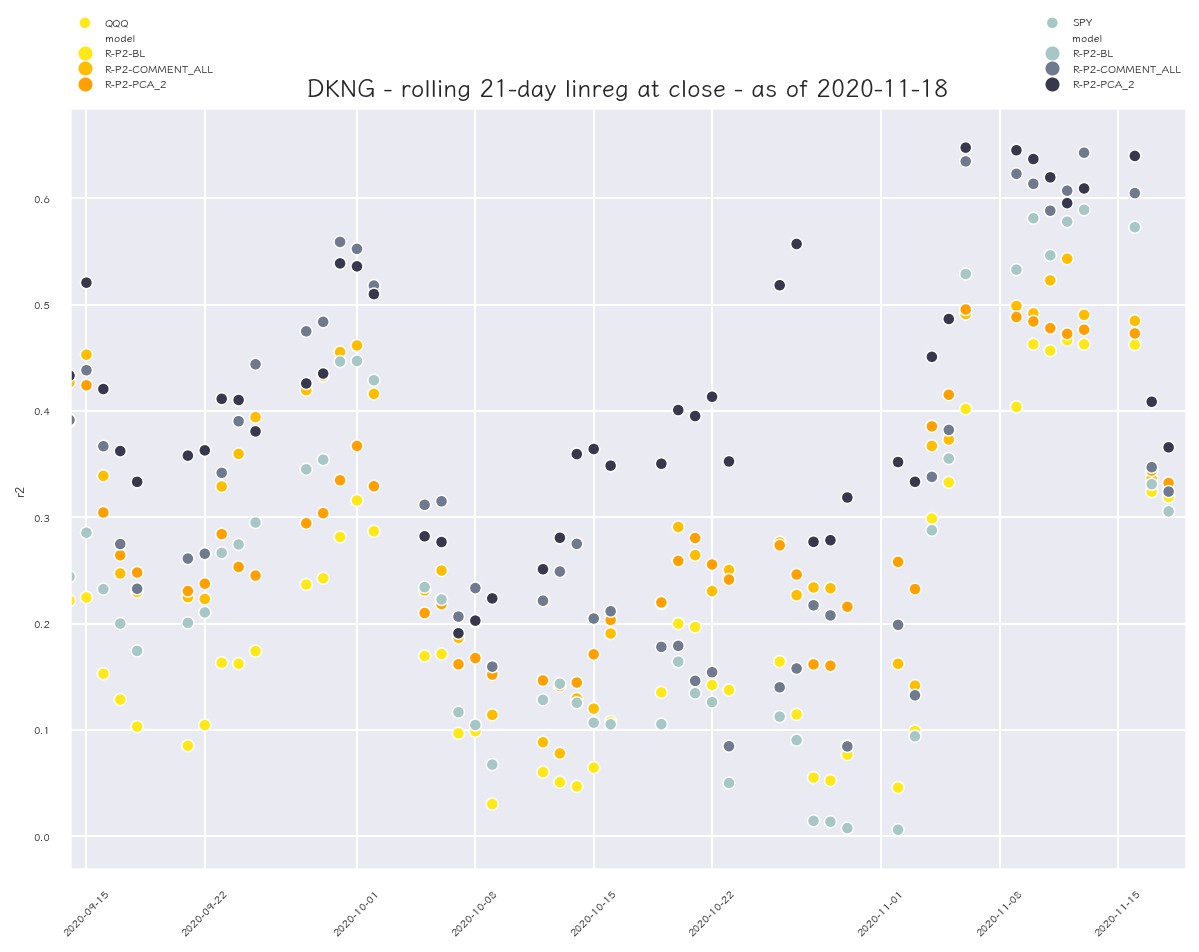 QQQ
model
R-P2-BL
R-P2-COMMENT_ALL
R-P2-PCA_2
SPY
model
R-P2-BL
R-P2-COMMENT_ALL
R-P2-PCA_2
DKNG - rolling 21-day linreg at close - as of 2020-11-18
r2
0.6
0.5
0.4
0.3
0.2
0.1
0.0
2020-09-15
2020-09-22
2020-10-01
2020-10-08
2020-10-15
2020-10-22
2020-11-01
2020-11-08
2020-11-15